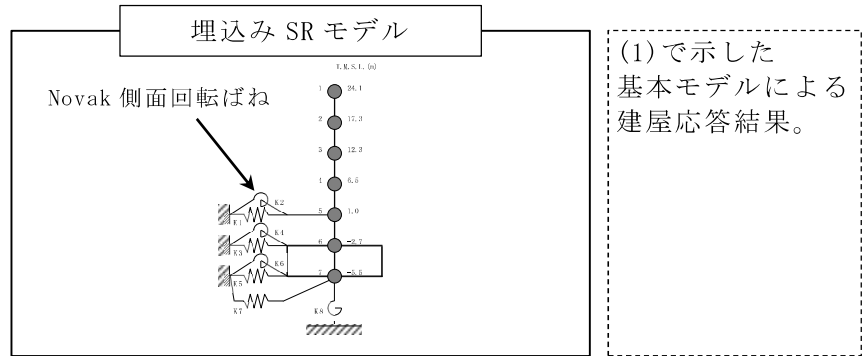 埋込み SR モデル
(1)で示した
基本モデルによる
建屋応答結果。
Novak 側面回転ばね
T.M.S.L.(m)
1 24.1
2 17.3
3 12.3
4 6.5
5 1.0
6 -2.7
7 -5.5
K1
K2
K3
K4
K5
K6
K7
K8